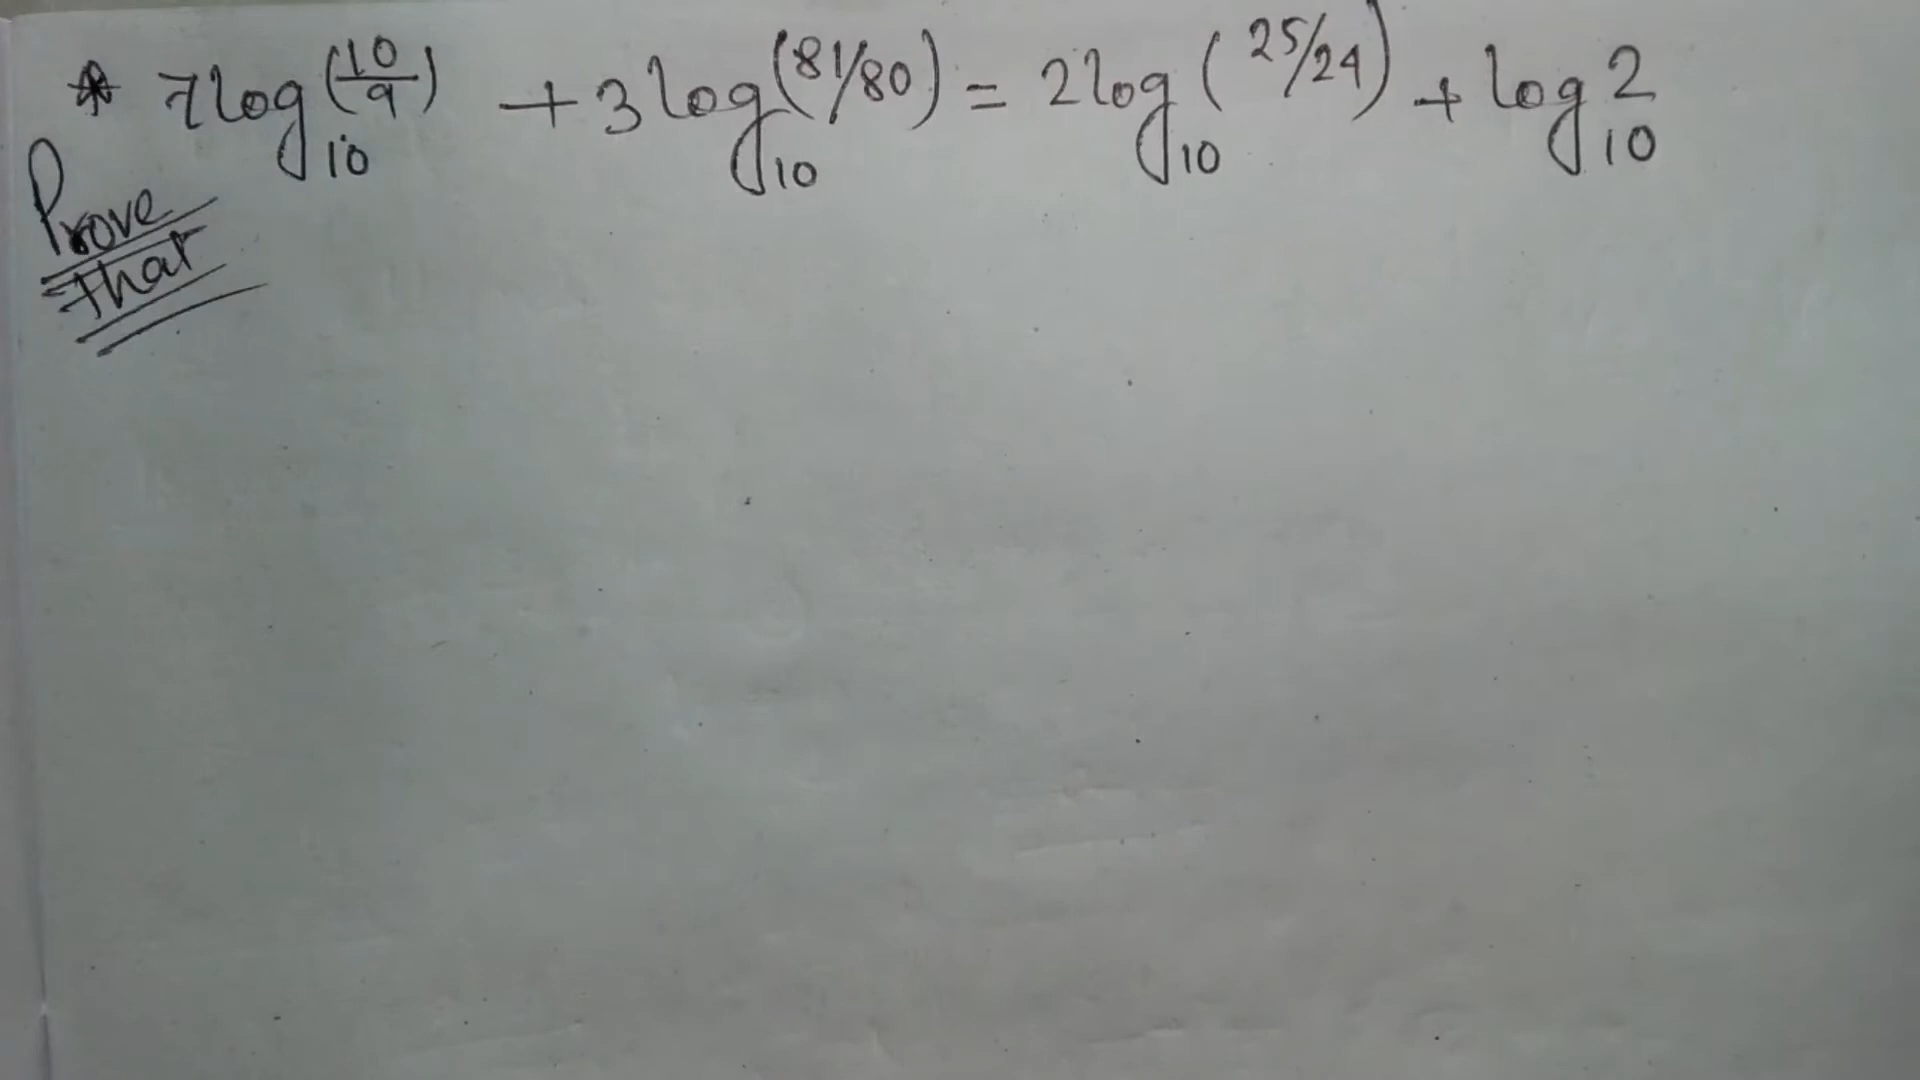 * 7log₁₀(10/9) + 3log₁₀(81/80) = 2log₁₀(25/24) + log₁₀2
Prove
That